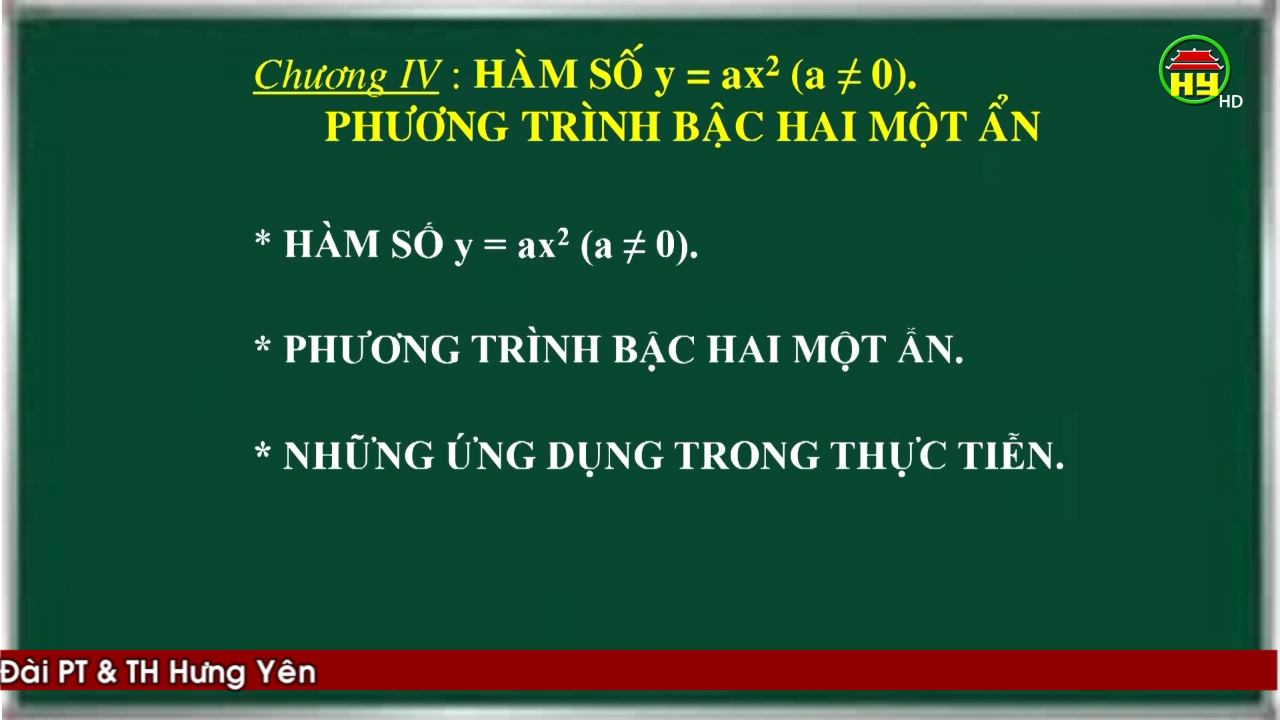 Chương IV : HÀM SỐ y = ax² (a ≠ 0).
PHƯƠNG TRÌNH BẬC HAI MỘT ẨN
HY
HD
* HÀM SỐ y = ax² (a ≠ 0).
* PHƯƠNG TRÌNH BẬC HAI MỘT ẨN.
* NHỮNG ỨNG DỤNG TRONG THỰC TIỄN.
Đài PT & TH Hưng Yên